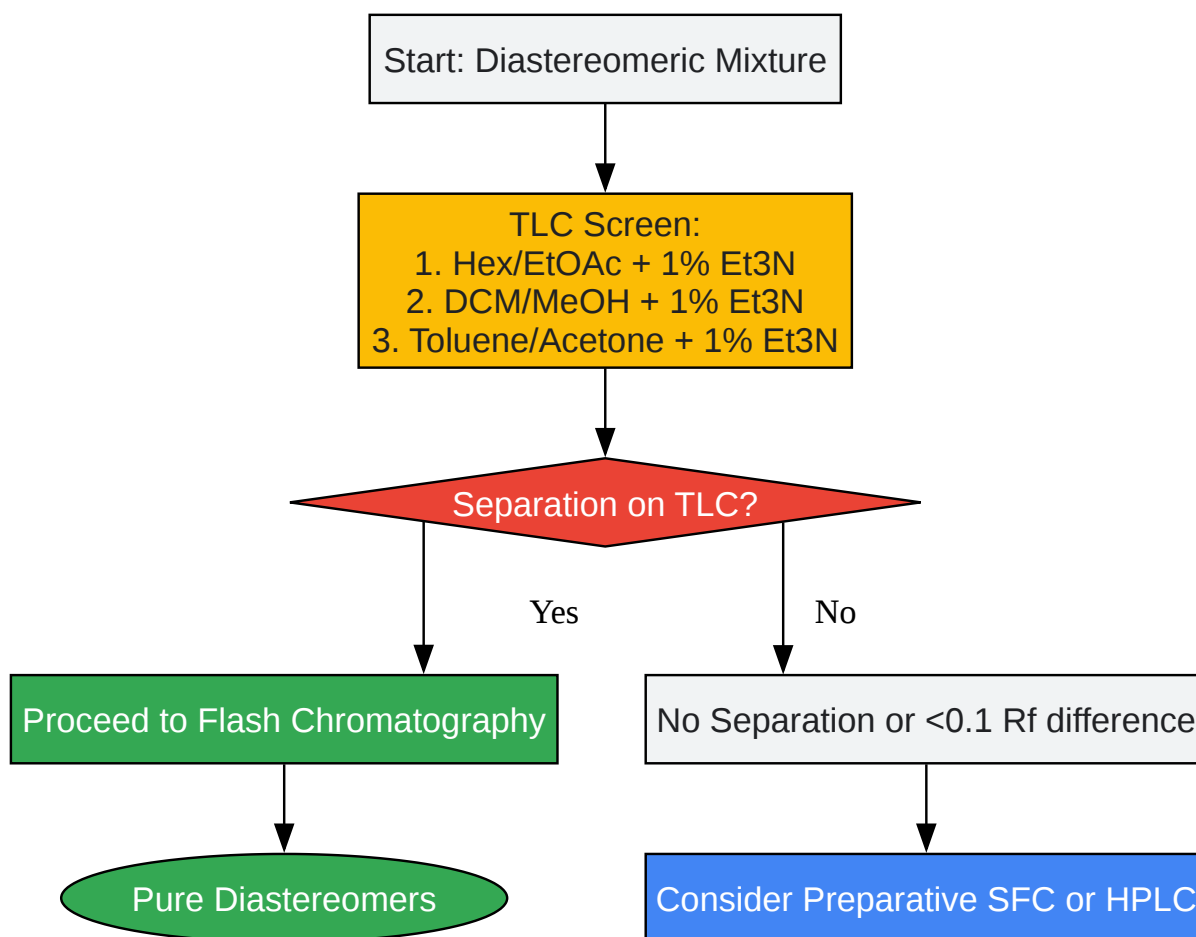 Start: Diastereomeric Mixture
TLC Screen:
1. Hex/EtOAc + 1% Et3N
2. DCM/MeOH + 1% Et3N
3. Toluene/Acetone + 1% Et3N
Separation on TLC?
Yes
No
Proceed to Flash Chromatography
No Separation or <0.1 Rf difference
Pure Diastereomers
Consider Preparative SFC or HPLC